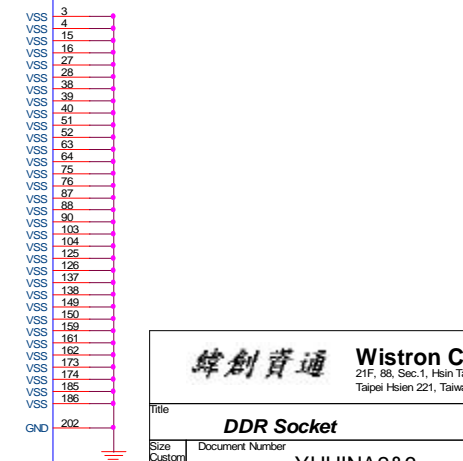 VSS 3
VSS 4
VSS 15
VSS 16
VSS 27
VSS 28
VSS 38
VSS 39
VSS 40
VSS 51
VSS 52
VSS 63
VSS 64
VSS 75
VSS 76
VSS 87
VSS 88
VSS 90
VSS 103
VSS 104
VSS 125
VSS 126
VSS 137
VSS 138
VSS 149
VSS 150
VSS 159
VSS 161
VSS 162
VSS 173
VSS 174
VSS 185
VSS 186
GND 202
緯創資通 Wistron C
21F, 88, Sec.1, Hsin Ta
Taipei Hsien 221, Taiwa
Title
DDR Socket
Size Document Number
Custom